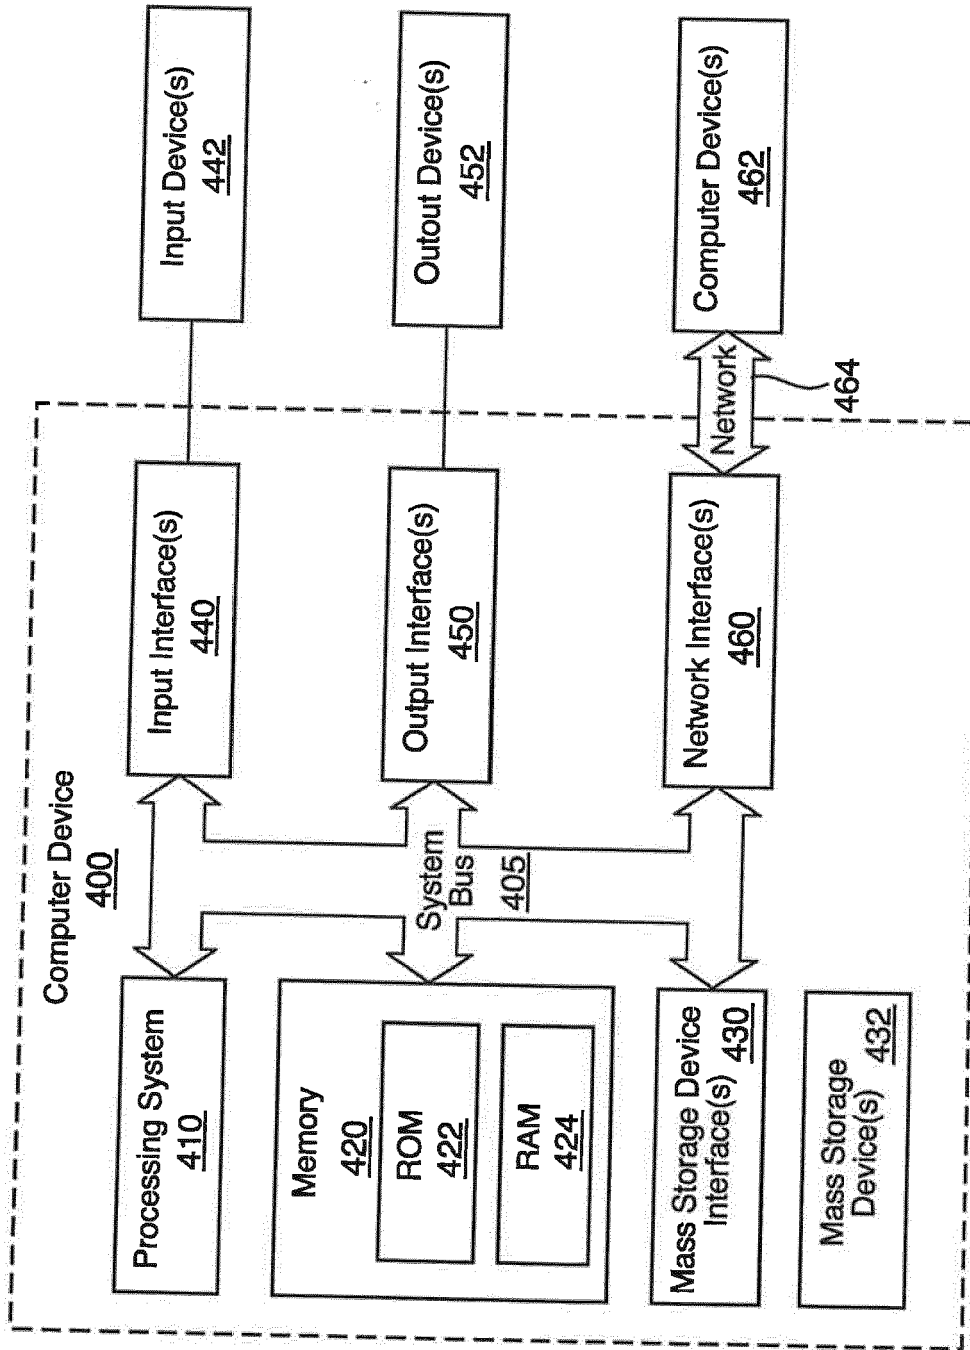 Computer Device
400
Processing System
410
Input Interface(s)
440
Input Device(s)
442
Memory
420
ROM
422
RAM
424
System
Bus
405
Output Interface(s)
450
Outout Device(s)
452
Mass Storage Device
Interface(s) 430
Network Interface(s)
460
Network
464
Computer Device(s)
462
Mass Storage
Device(s) 432